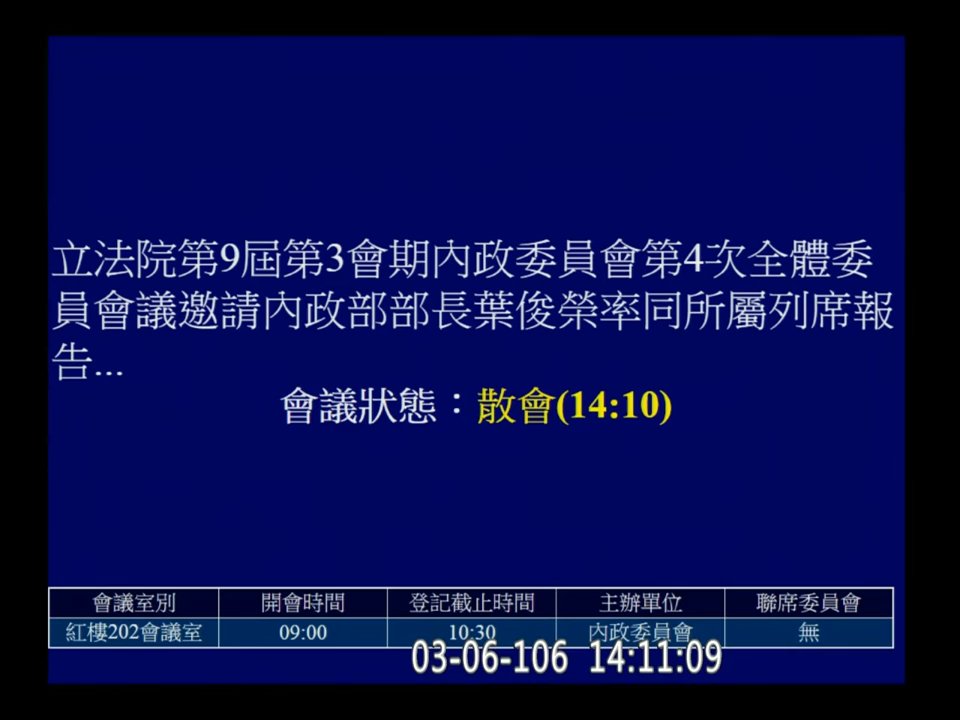 立法院第9屆第3會期內政委員會第4次全體委
員會議邀請內政部部長葉俊榮率同所屬列席報
告...
會議狀態：散會(14:10)
會議室別 開會時間 登記截止時間 主辦單位 聯席委員會
紅樓202會議室 09:00 10:30 內政委員會 無
03-06-106 14:11:09